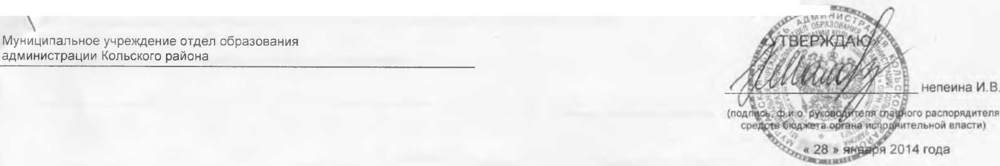 Муниципальное учреждение отдел образования
администрации Кольского района
«УТВЕРЖДАЮ»
непеина И.В.
(подпись, ф.и.о. руководителя главного распорядителя
средств бюджета органа исполнительной власти)
« 28 » января 2014 года